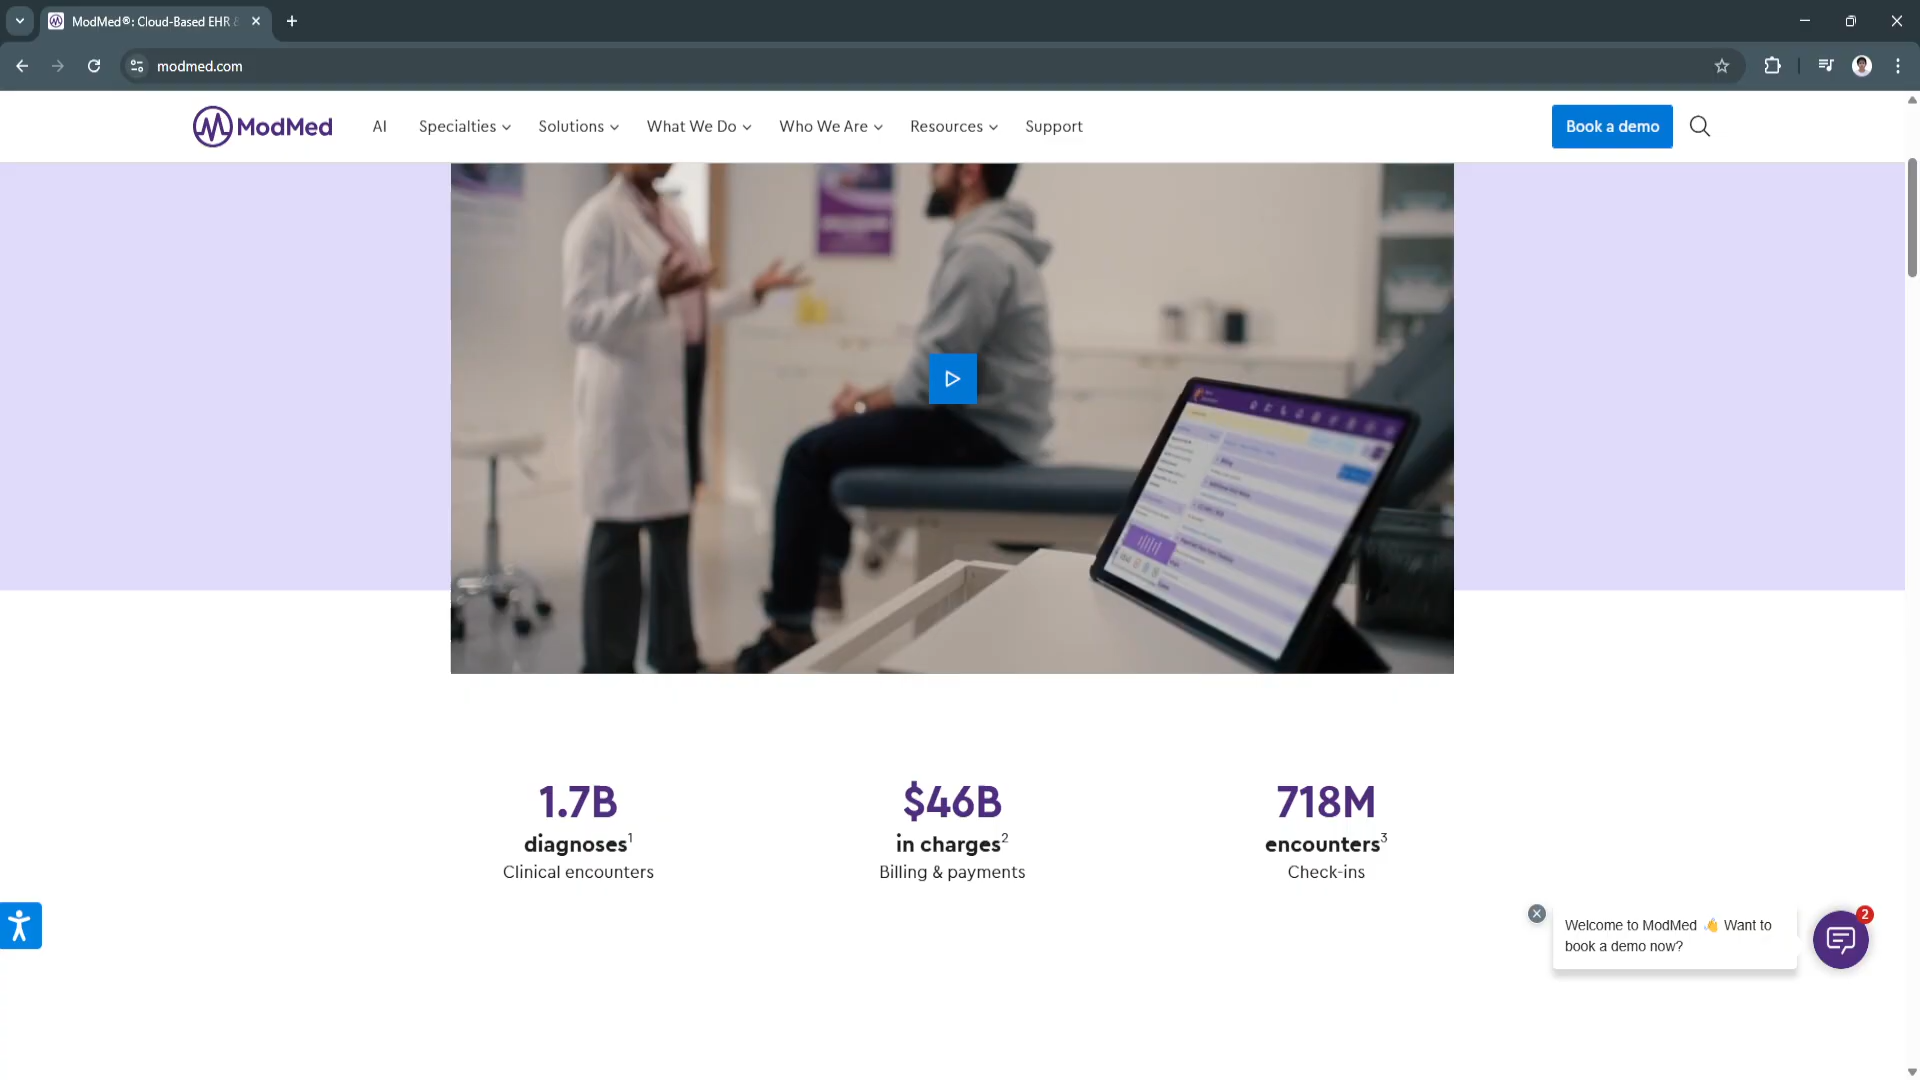 ModMed®: Cloud-Based EHR
modmed.com
ModMed
AI
Specialties
Solutions
What We Do
Who We Are
Resources
Support
Book a demo
1.7B
diagnoses1
Clinical encounters
$46B
in charges2
Billing & payments
718M
encounters3
Check-ins
Welcome to ModMed 👋 Want to
book a demo now?
2